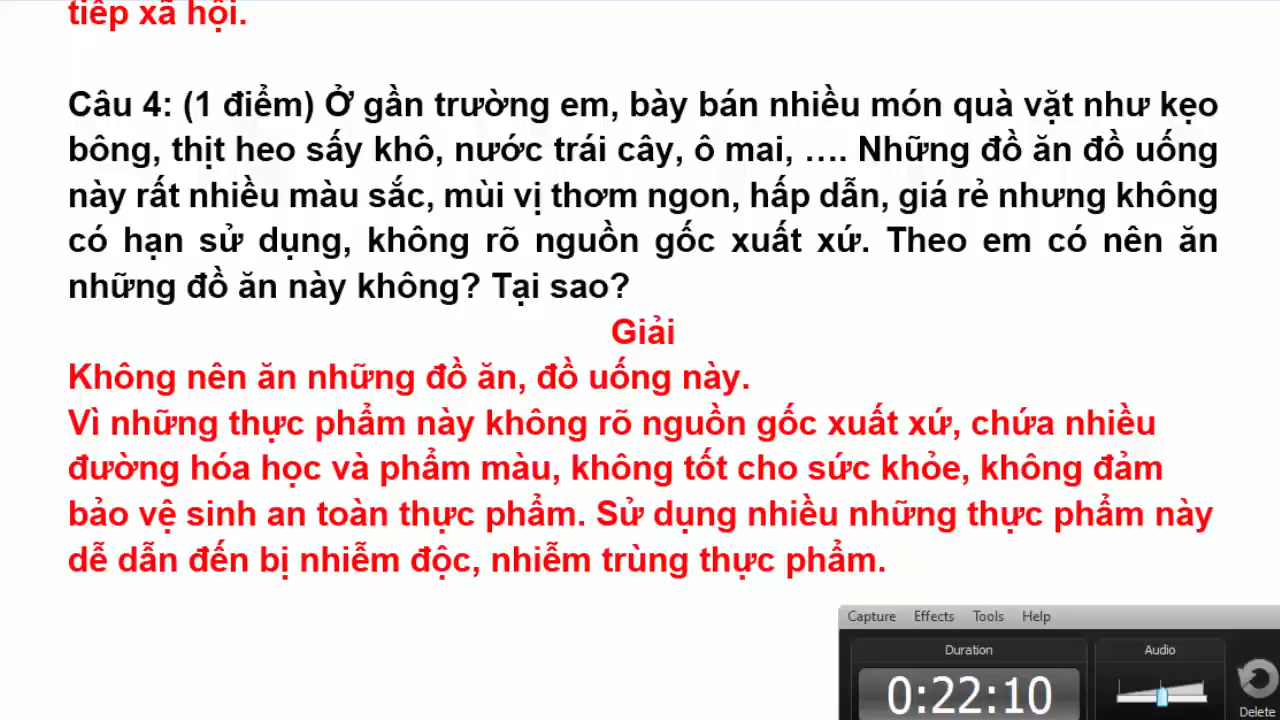 tiếp xã hội.
Câu 4: (1 điểm) Ở gần trường em, bày bán nhiều món quà vặt như kẹo
bông, thịt heo sấy khô, nước trái cây, ô mai, …. Những đồ ăn đồ uống
này rất nhiều màu sắc, mùi vị thơm ngon, hấp dẫn, giá rẻ nhưng không
có hạn sử dụng, không rõ nguồn gốc xuất xứ. Theo em có nên ăn
những đồ ăn này không? Tại sao?
Giải
Không nên ăn những đồ ăn, đồ uống này.
Vì những thực phẩm này không rõ nguồn gốc xuất xứ, chứa nhiều
đường hóa học và phẩm màu, không tốt cho sức khỏe, không đảm
bảo vệ sinh an toàn thực phẩm. Sử dụng nhiều những thực phẩm này
dễ dẫn đến bị nhiễm độc, nhiễm trùng thực phẩm.
Capture Effects Tools Help
Duration Audio
0:22:10
Delete